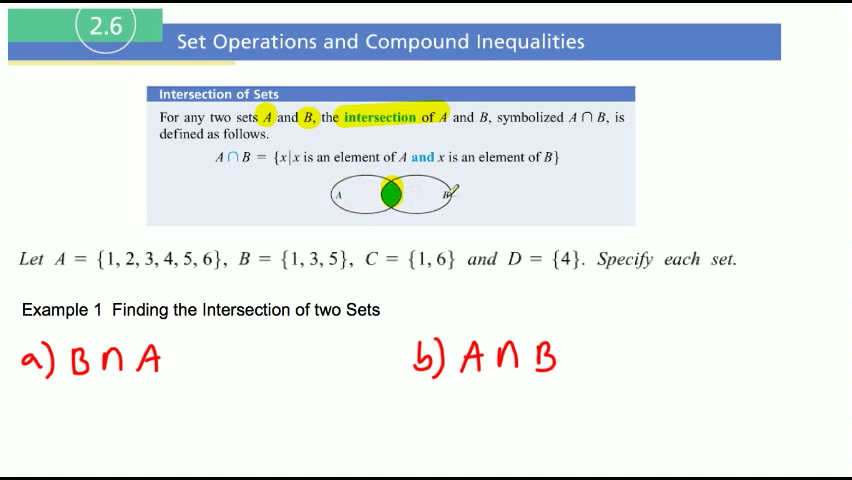 2.6
Set Operations and Compound Inequalities
Intersection of Sets
For any two sets A and B, the intersection of A and B, symbolized A ∩ B, is
defined as follows.
A ∩ B = {x|x is an element of A and x is an element of B}
A B
Let A = {1, 2, 3, 4, 5, 6}, B = {1, 3, 5}, C = {1, 6} and D = {4}. Specify each set.
Example 1 Finding the Intersection of two Sets
a) B ∩ A b) A ∩ B